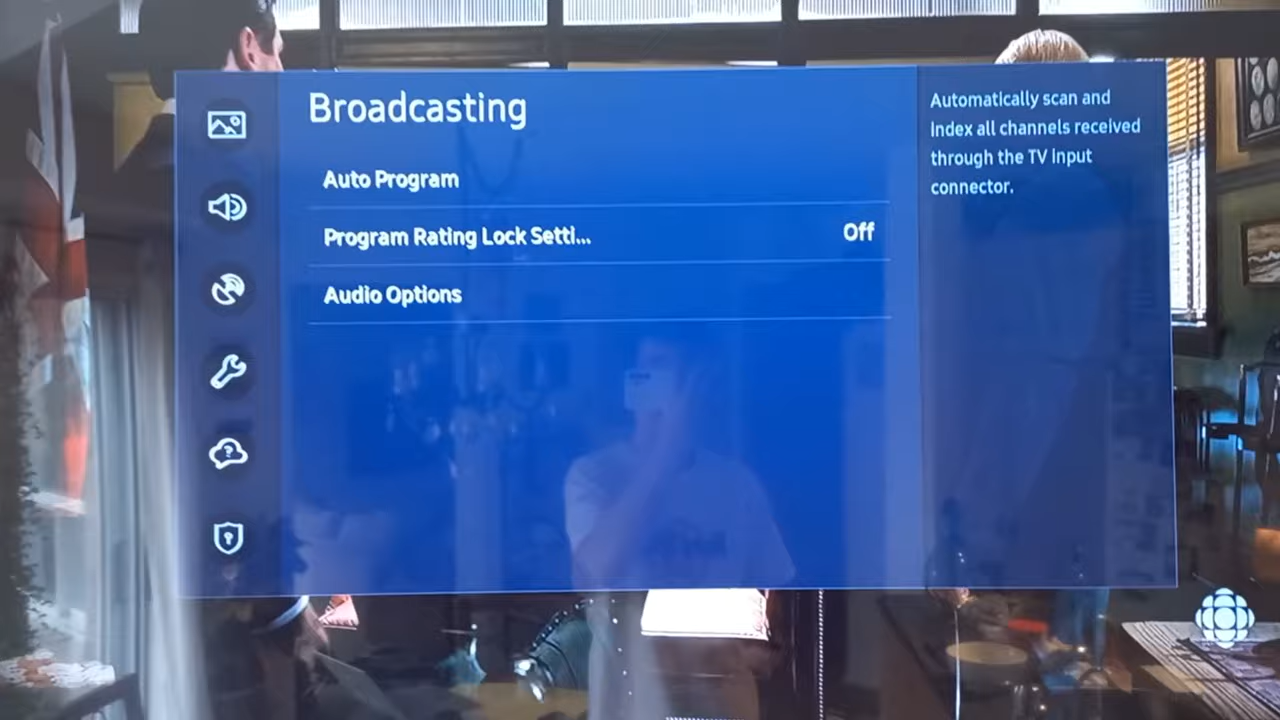 Broadcasting
Auto Program
Program Rating Lock Setti... Off
Audio Options
Automatically scan and
index all channels received
through the TV input
connector.